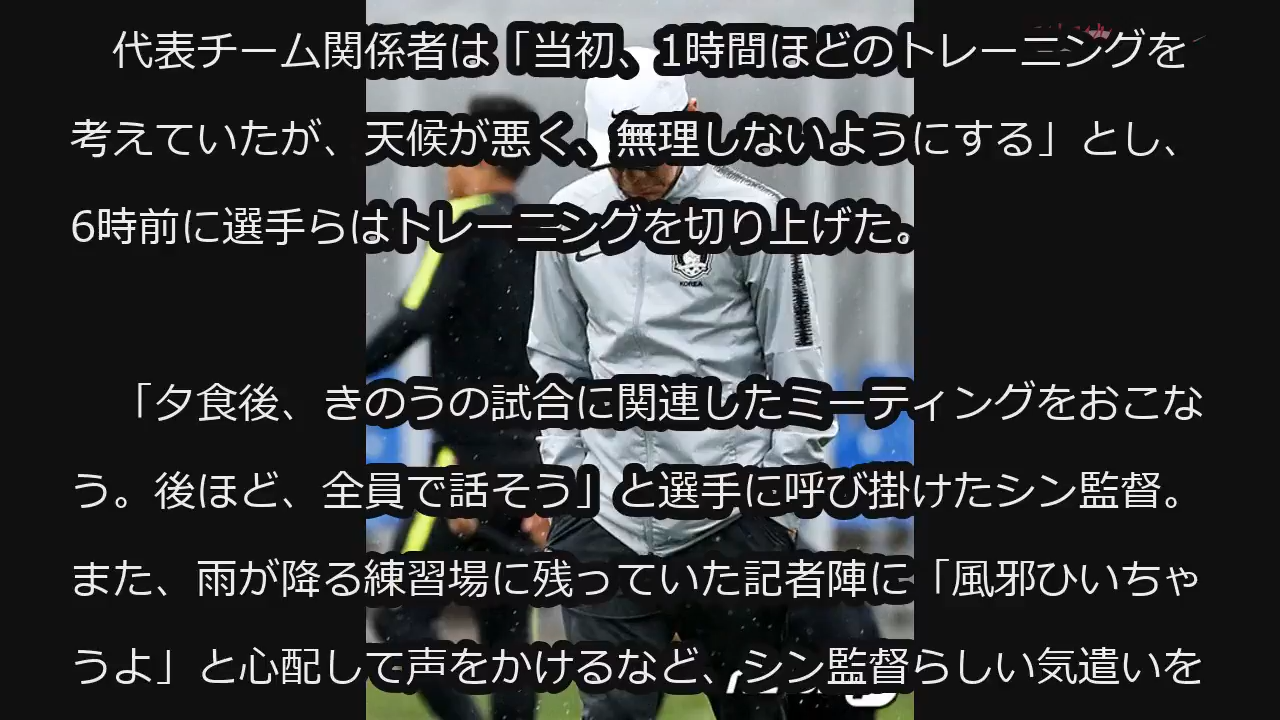 代表チーム関係者は「当初、1時間ほどのトレーニングを
考えていたが、天候が悪く、無理しないようにする」とし、
6時前に選手らはトレーニングを切り上げた。
「夕食後、きのうの試合に関連したミーティングをおこな
う。後ほど、全員で話そう」と選手に呼び掛けたシン監督。
また、雨が降る練習場に残っていた記者陣に「風邪ひいちゃ
うよ」と心配して声をかけるなど、シン監督らしい気遣いを
KOREA